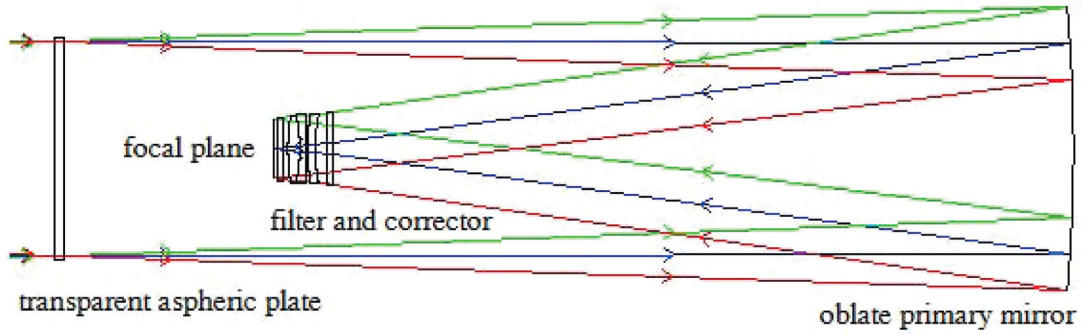 focal plane
filter and corrector
transparent aspheric plate
oblate primary mirror